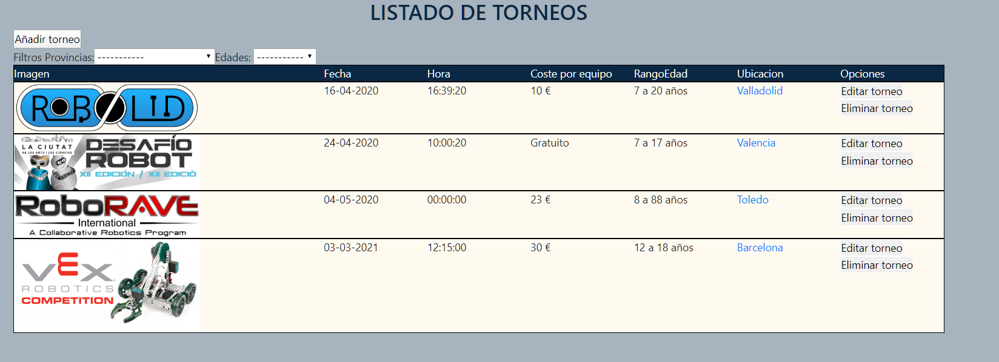 LISTADO DE TORNEOS
Añadir torneo
Filtros Provincias: ----------- Edades: -----------
Imagen Fecha Hora Coste por equipo RangoEdad Ubicacion Opciones
ROBOLID 16-04-2020 16:39:20 10 € 7 a 20 años Valladolid Editar torneo
Eliminar torneo
LA CIUTAT
DE LES ARTS I LES CIÈNCIES
DESAFÍO
ROBOT
XII EDICIÓN / XII EDICIÓ
24-04-2020 10:00:20 Gratuito 7 a 17 años Valencia Editar torneo
Eliminar torneo
RoboRAVE
International
A Collaborative Robotics Program
04-05-2020 00:00:00 23 € 8 a 88 años Toledo Editar torneo
Eliminar torneo
VEX
ROBOTICS
COMPETITION
03-03-2021 12:15:00 30 € 12 a 18 años Barcelona Editar torneo
Eliminar torneo